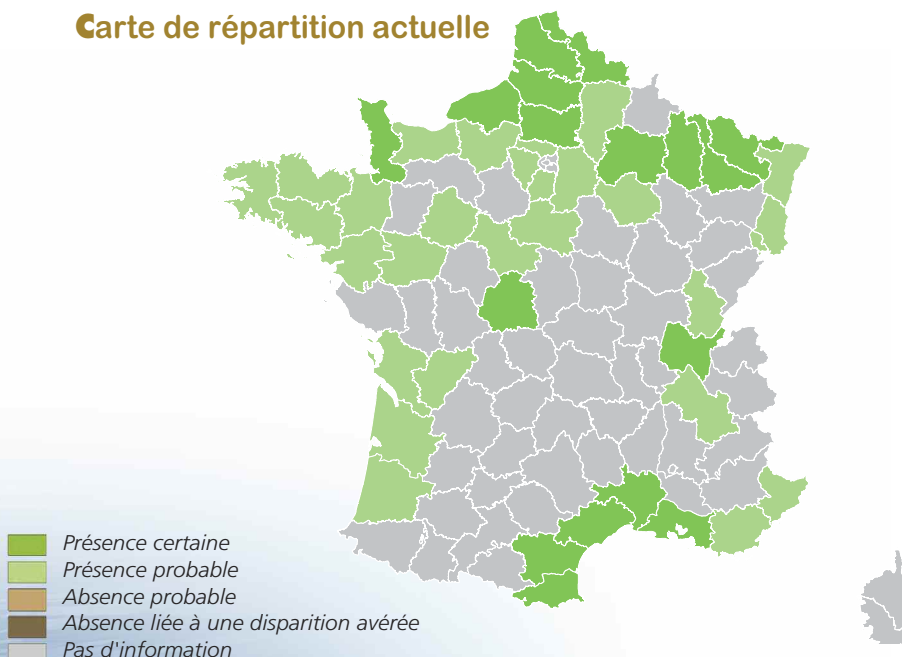 Carte de répartition actuelle
Présence certaine
Présence probable
Absence probable
Absence liée à une disparition avérée
Pas d'information